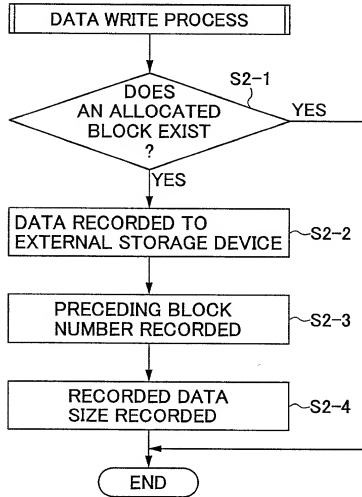 DATA WRITE PROCESS
S2-1
DOES
AN ALLOCATED
BLOCK EXIST
?
YES
YES
DATA RECORDED TO
EXTERNAL STORAGE DEVICE
S2-2
PRECEDING BLOCK
NUMBER RECORDED
S2-3
RECORDED DATA
SIZE RECORDED
S2-4
END